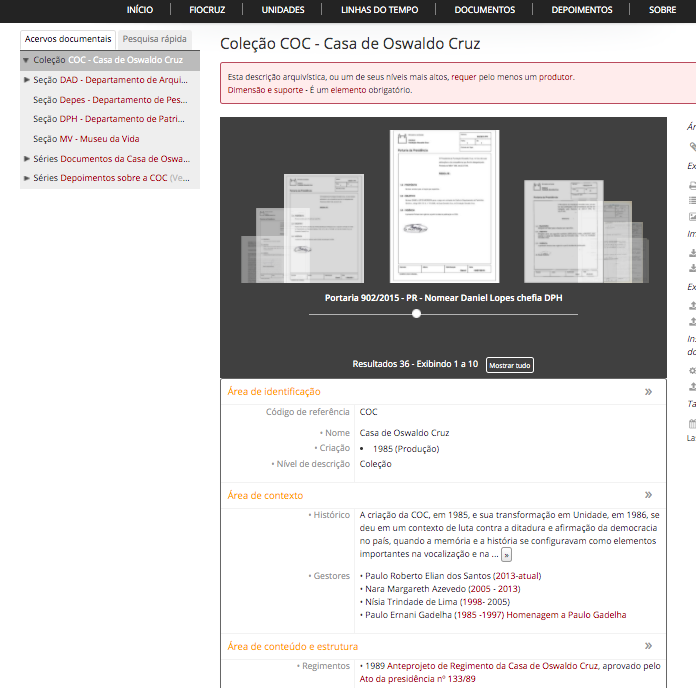 INÍCIO FIOCRUZ UNIDADES LINHAS DO TEMPO DOCUMENTOS DEPOIMENTOS SOBRE
Acervos documentais Pesquisa rápida
Coleção COC - Casa de Oswaldo Cruz
Seção DAD - Departamento de Arqui...
Seção Depes - Departamento de Pes...
Seção DPH - Departamento de Patri...
Seção MV - Museu da Vida
Séries Documentos da Casa de Oswa...
Séries Depoimentos sobre a COC (Ve...
Coleção COC - Casa de Oswaldo Cruz
Esta descrição arquivística, ou um de seus níveis mais altos, requer pelo menos um produtor.
Dimensão e suporte - É um elemento obrigatório.
Portaria 902/2015 - PR - Nomear Daniel Lopes chefia DPH
Resultados 36 - Exibindo 1 a 10 Mostrar tudo
Área de identificação »
Código de referência COC
• Nome Casa de Oswaldo Cruz
• Criação • 1985 (Produção)
• Nível de descrição Coleção
Área de contexto »
• Histórico A criação da COC, em 1985, e sua transformação em Unidade, em 1986, se
deu em um contexto de luta contra a ditadura e afirmação da democracia
no país, quando a memória e a história se configuravam como elementos
importantes na vocalização e na ... »
• Gestores • Paulo Roberto Elian dos Santos (2013-atual)
• Nara Margareth Azevedo (2005 - 2013)
• Nísia Trindade de Lima (1998- 2005)
• Paulo Ernani Gadelha (1985 -1997) Homenagem a Paulo Gadelha
Área de conteúdo e estrutura »
• Regimentos • 1989 Anteprojeto de Regimento da Casa de Oswaldo Cruz, aprovado pelo
Ato da presidência nº 133/89
Ár
Ex
Im
Ex
In
do
Ta
La